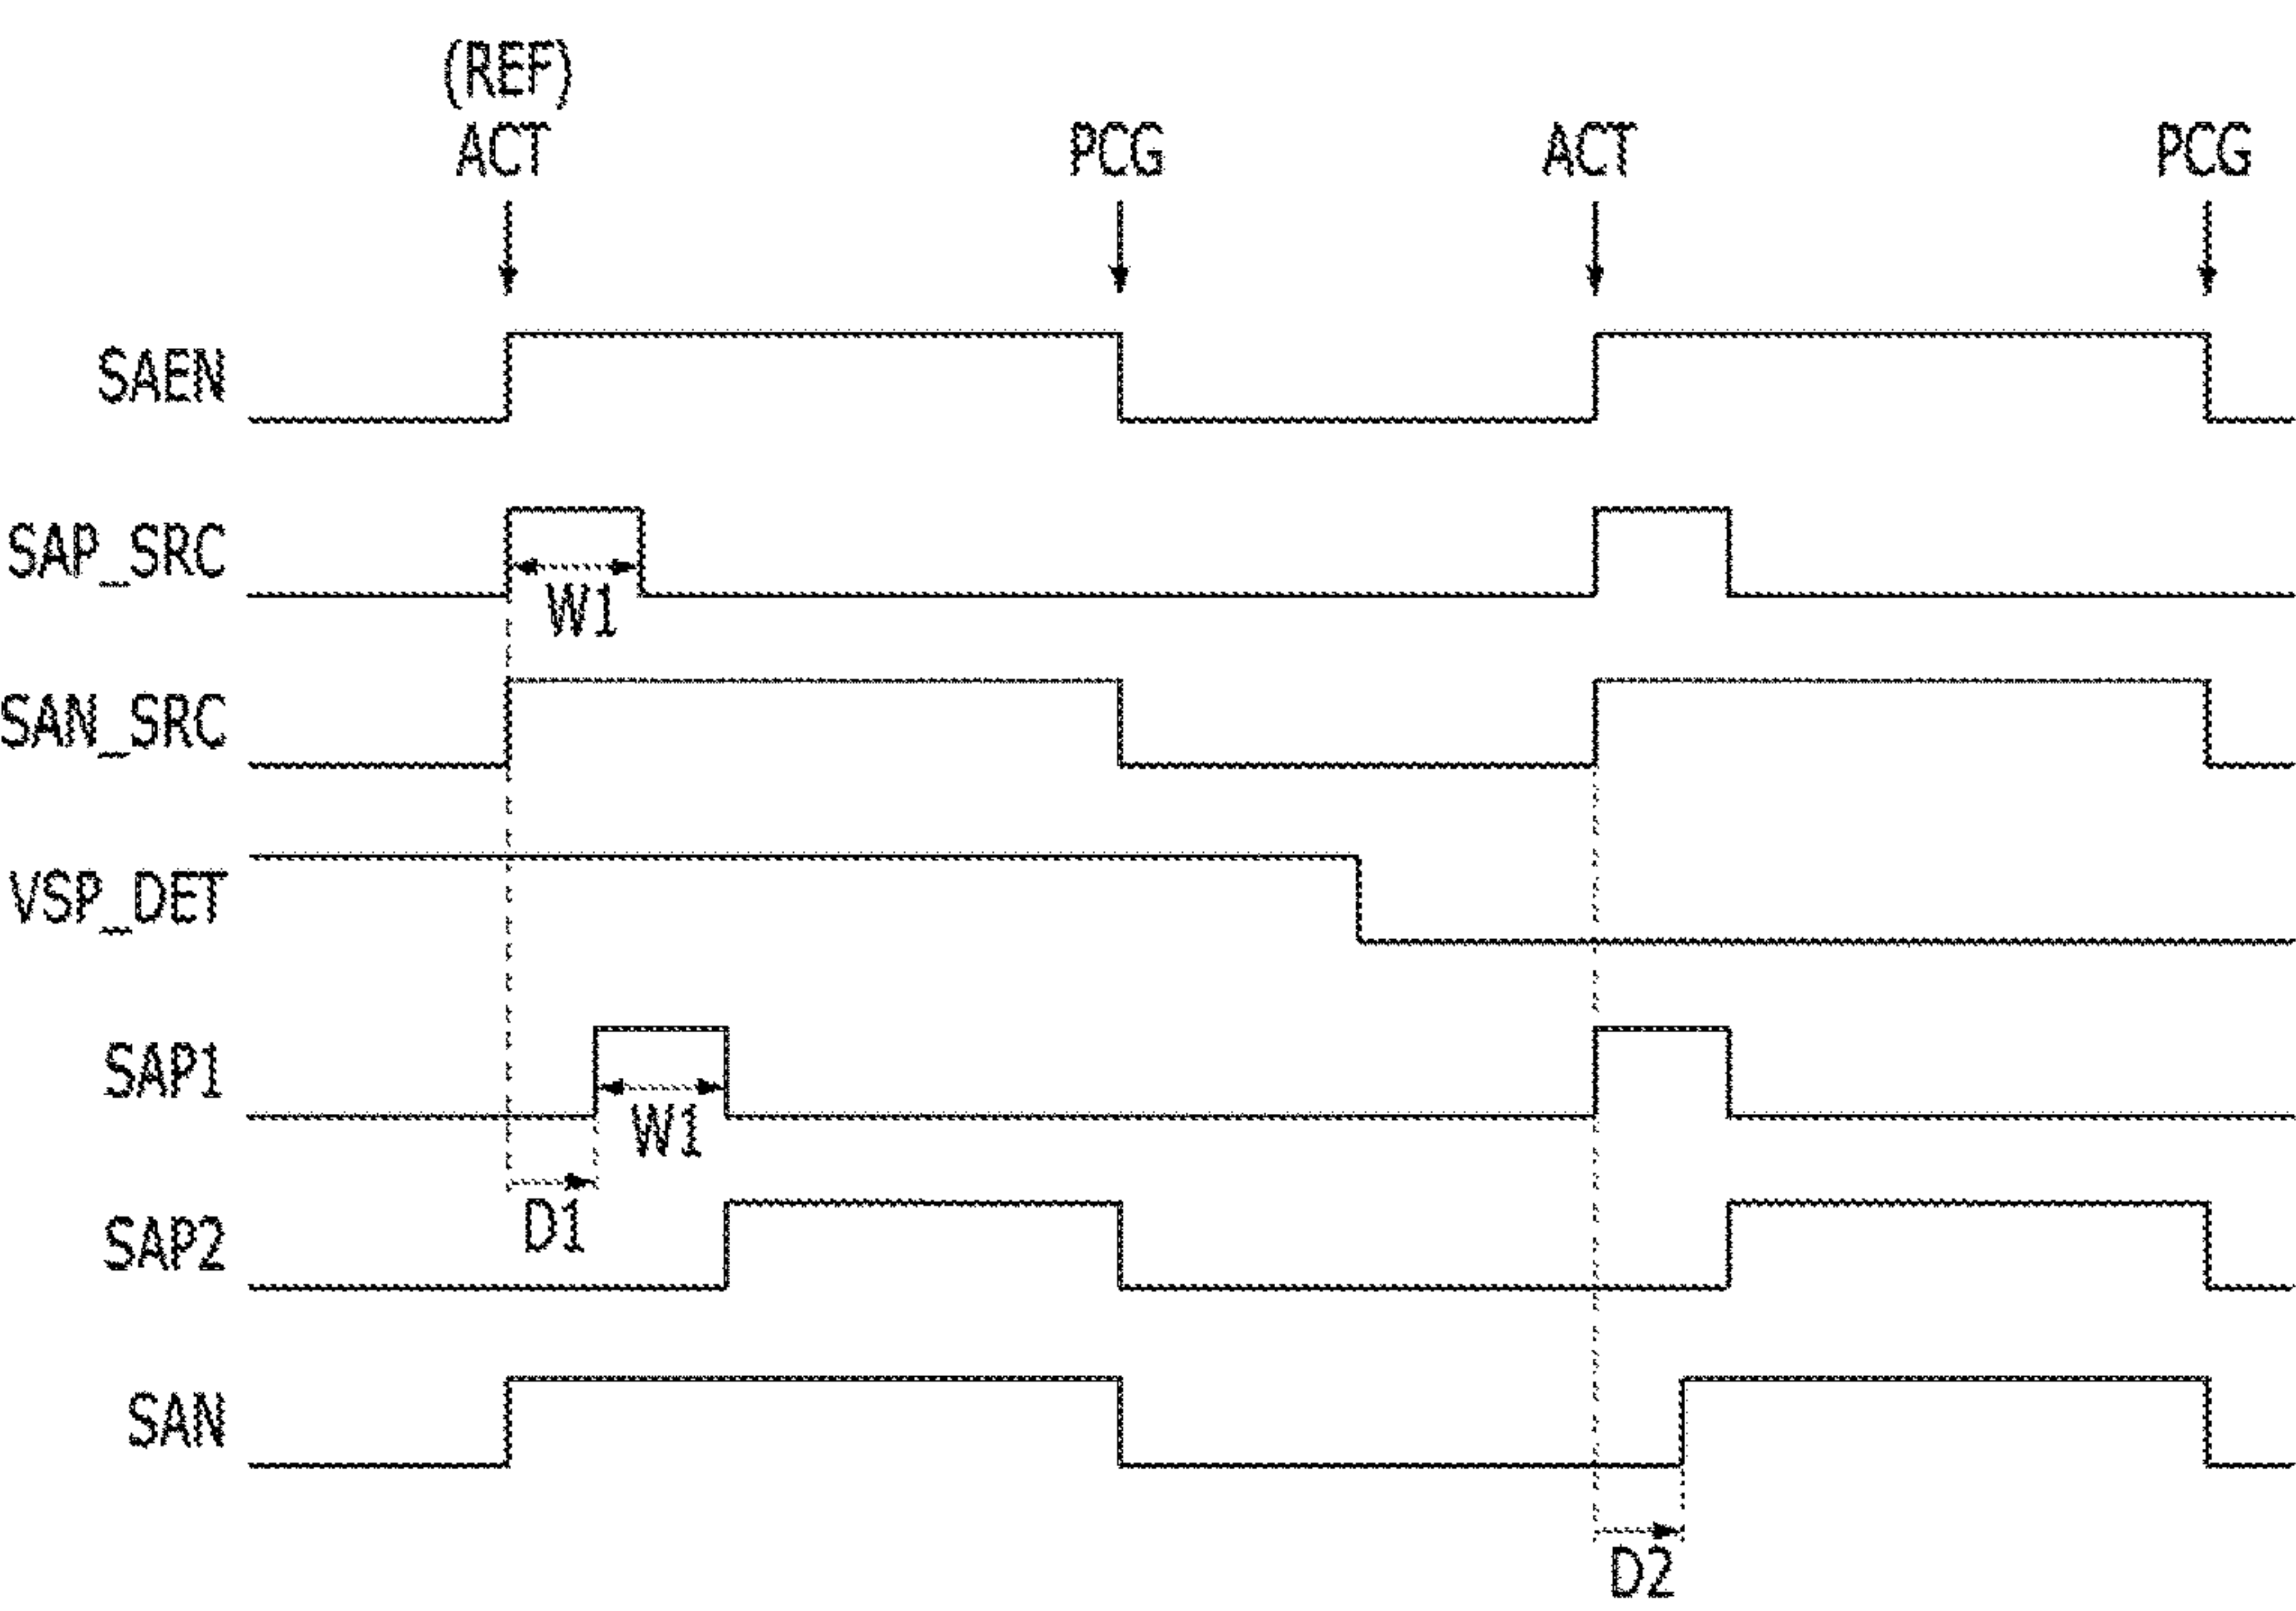 (REF)
ACT PCG ACT PCG
SAEN
SAP_SRC
W1
SAN_SRC
VSP_DET
SAP1
W1
D1
SAP2
SAN
D2